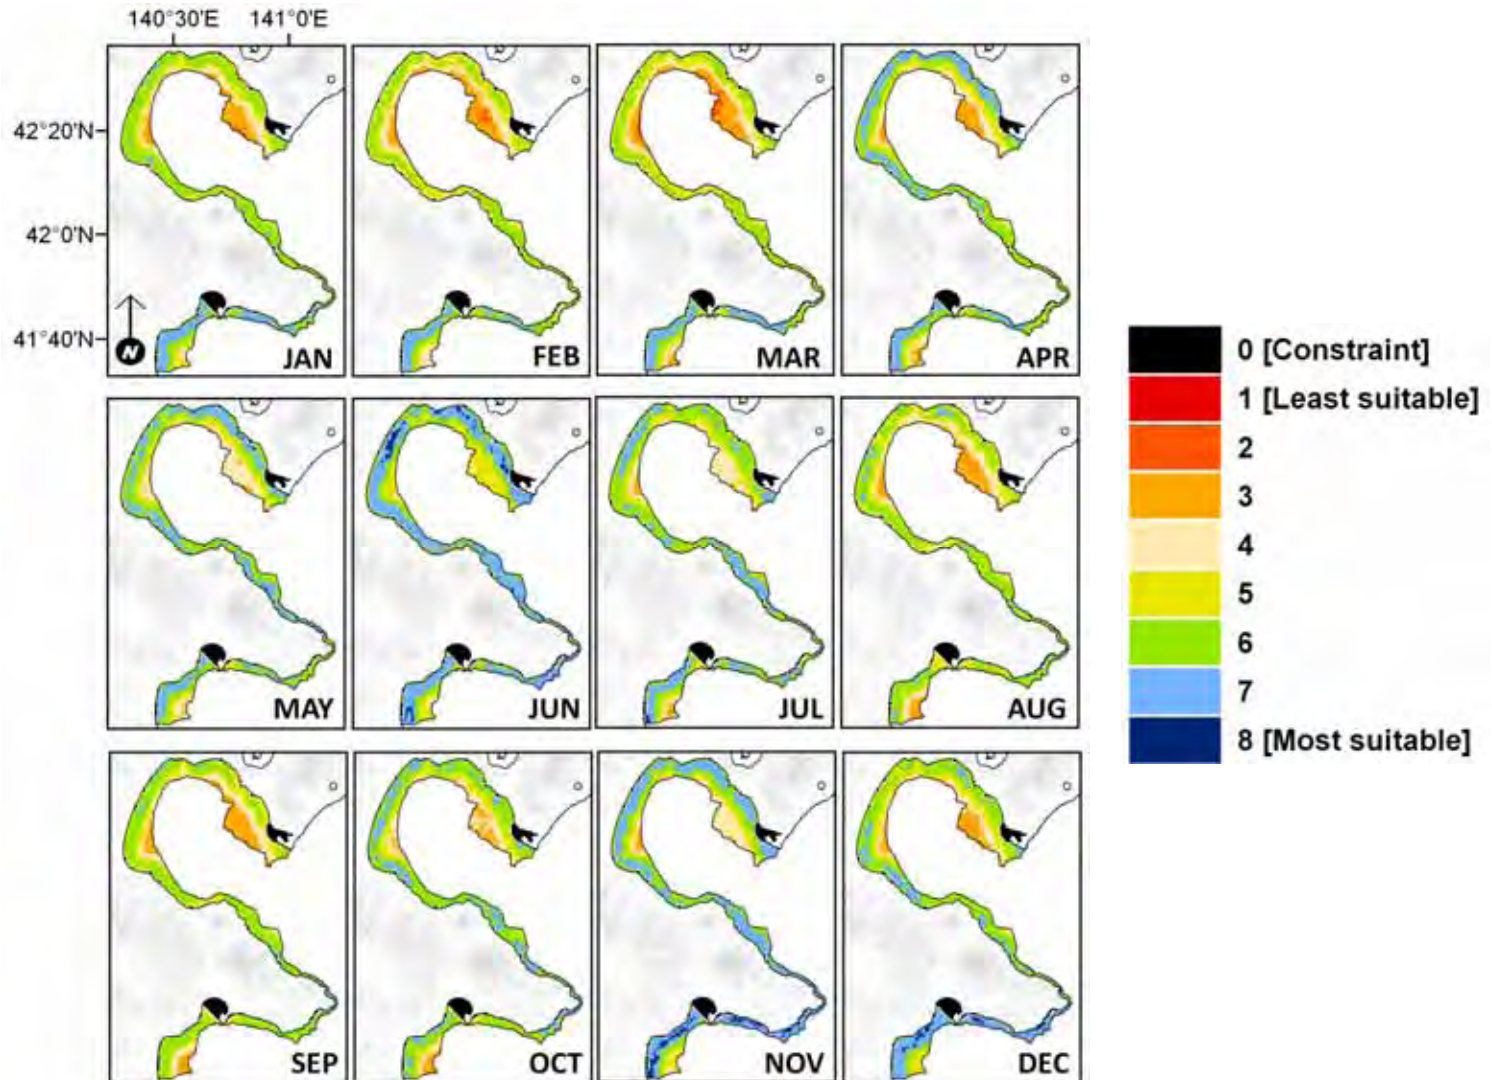 140°30'E 141°0'E
42°20'N
42°0'N
41°40'N
N
JAN
FEB
MAR
APR
MAY
JUN
JUL
AUG
SEP
OCT
NOV
DEC
0 [Constraint]
1 [Least suitable]
2
3
4
5
6
7
8 [Most suitable]